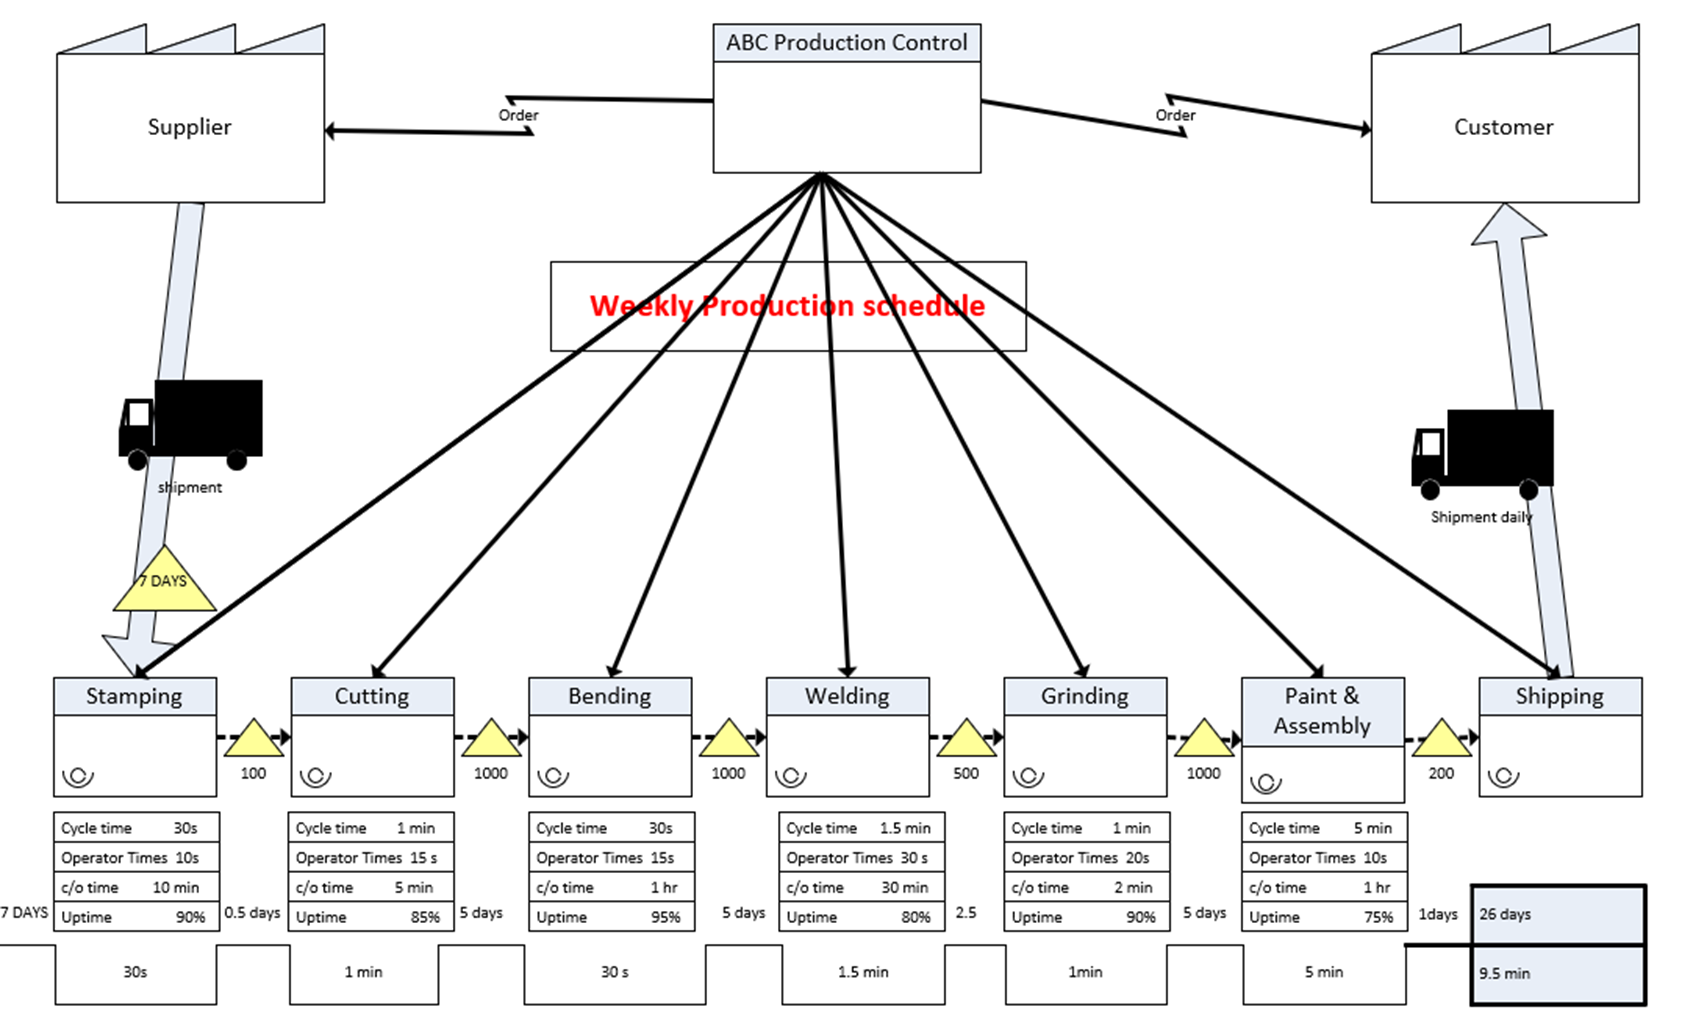 ABC Production Control
Supplier
Order
Order
Customer
Weekly Production schedule
shipment
Shipment daily
7 DAYS
Stamping
Cutting
Bending
Welding
Grinding
Paint &
Assembly
Shipping
100
1000
1000
500
1000
200
Cycle time 30s
Operator Times 10s
c/o time 10 min
Uptime 90%
Cycle time 1 min
Operator Times 15 s
c/o time 5 min
Uptime 85%
Cycle time 30s
Operator Times 15s
c/o time 1 hr
Uptime 95%
Cycle time 1.5 min
Operator Times 30 s
c/o time 30 min
Uptime 80%
Cycle time 1 min
Operator Times 20s
c/o time 2 min
Uptime 90%
Cycle time 5 min
Operator Times 10s
c/o time 1 hr
Uptime 75%
7 DAYS
0.5 days
5 days
5 days
2.5
5 days
1days
26 days
30s
1 min
30 s
1.5 min
1min
5 min
9.5 min